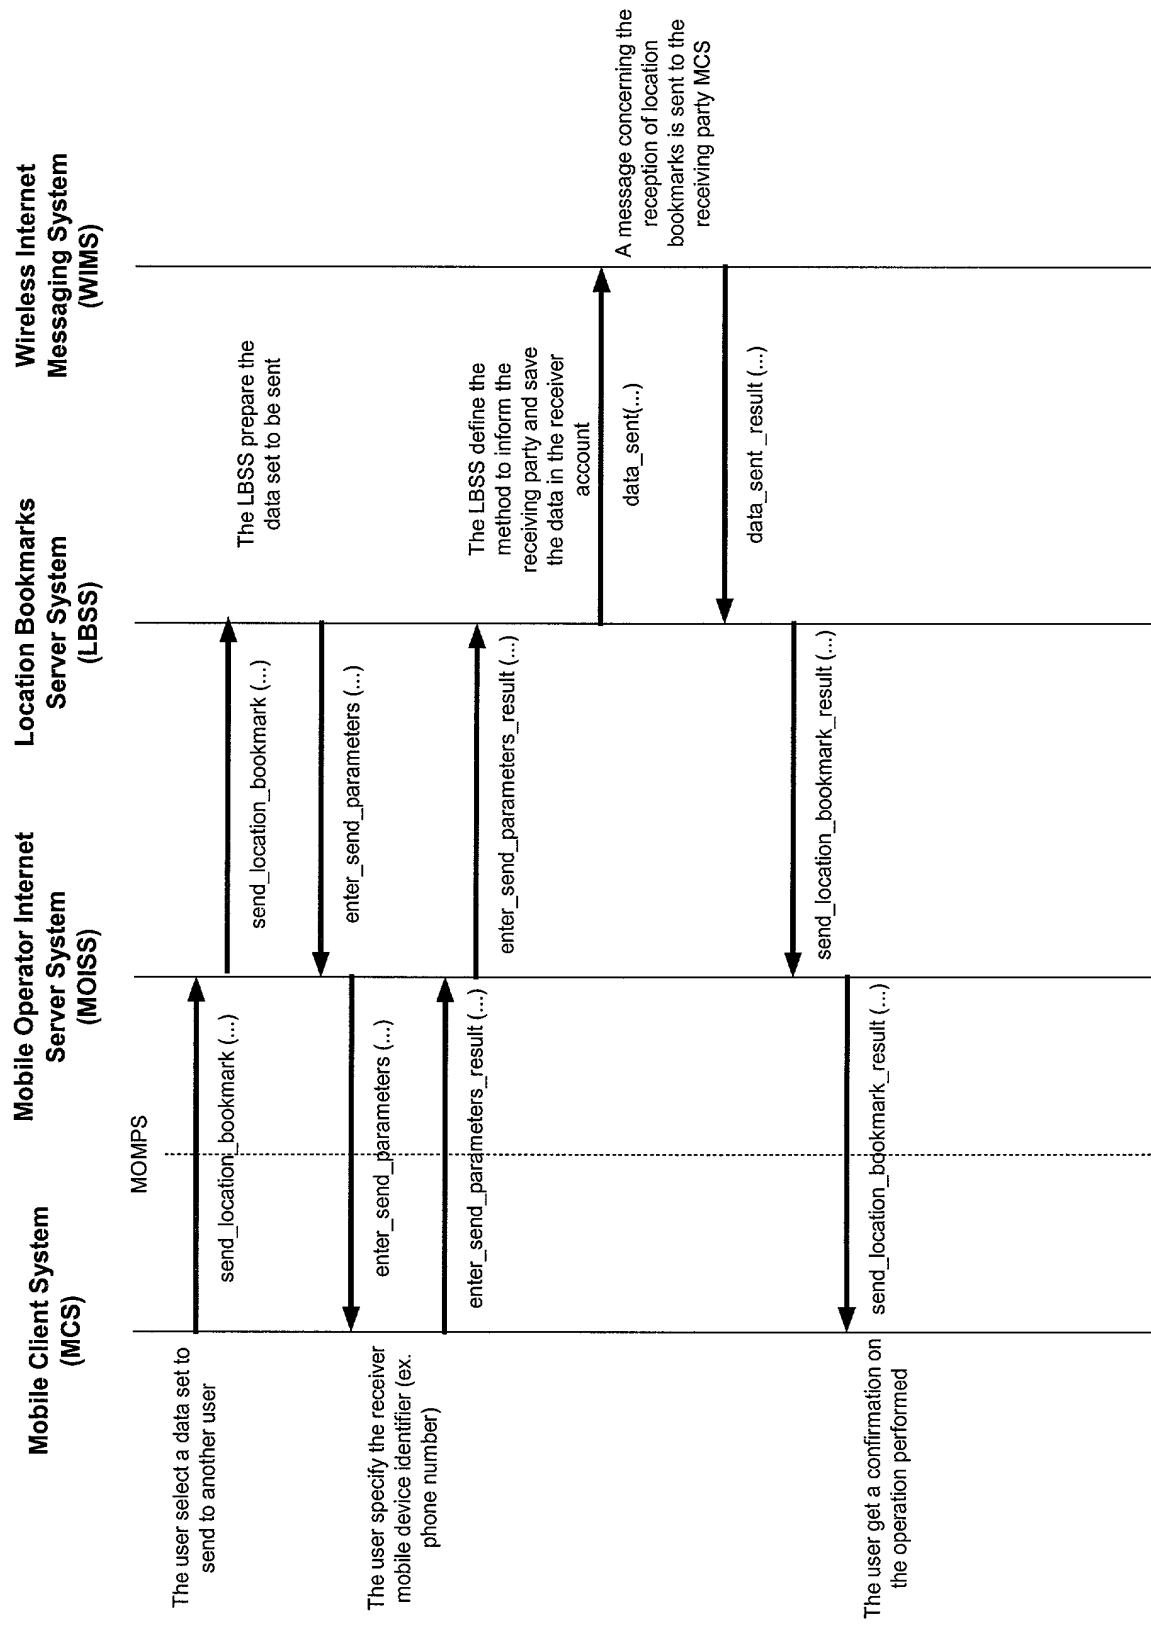 Mobile Client System
(MCS)
Mobile Operator Internet
Server System
(MOISS)
Location Bookmarks
Server System
(LBSS)
Wireless Internet
Messaging System
(WIMS)
MOMPS
The user select a data set to
send to another user
send_location_bookmark (...)
send_location_bookmark (...)
The LBSS prepare the
data set to be sent
enter_send_parameters (...)
enter_send_parameters (...)
The user specify the receiver
mobile device identifier (ex.
phone number)
enter_send_parameters_result (...)
enter_send_parameters_result (...)
The LBSS define the
method to inform the
receiving party and save
the data in the receiver
account
data_sent(...)
A message concerning the
reception of location
bookmarks is sent to the
receiving party MCS
data_sent _result (...)
send_location_bookmark_result (...)
send_location_bookmark_result (...)
The user get a confirmation on
the operation performed